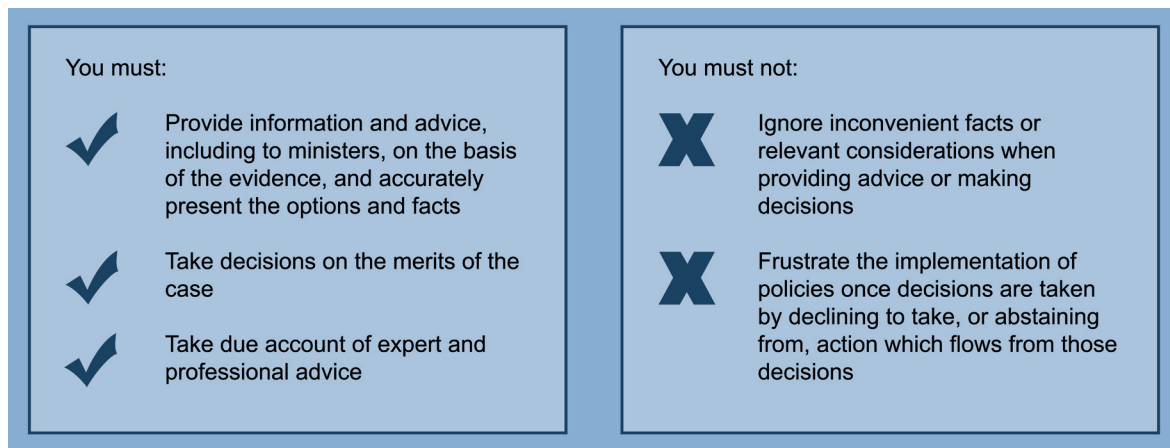 You must:
Provide information and advice,
including to ministers, on the basis
of the evidence, and accurately
present the options and facts
Take decisions on the merits of the
case
Take due account of expert and
professional advice
You must not:
Ignore inconvenient facts or
relevant considerations when
providing advice or making
decisions
Frustrate the implementation of
policies once decisions are taken
by declining to take, or abstaining
from, action which flows from those
decisions